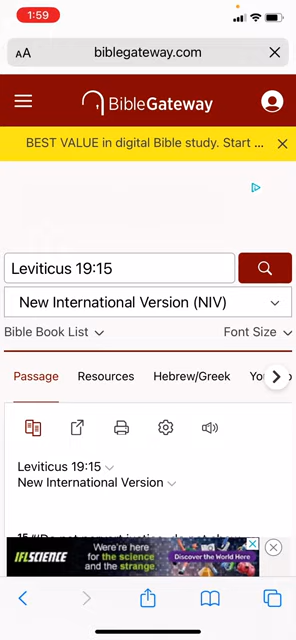 1:59
AA biblegateway.com
BibleGateway
BEST VALUE in digital Bible study. Start ...
Leviticus 19:15
New International Version (NIV)
Bible Book List
Font Size
Passage Resources Hebrew/Greek
Leviticus 19:15
New International Version
IFLSCIENCE
We're here for the science and the strange
Discover the World Here